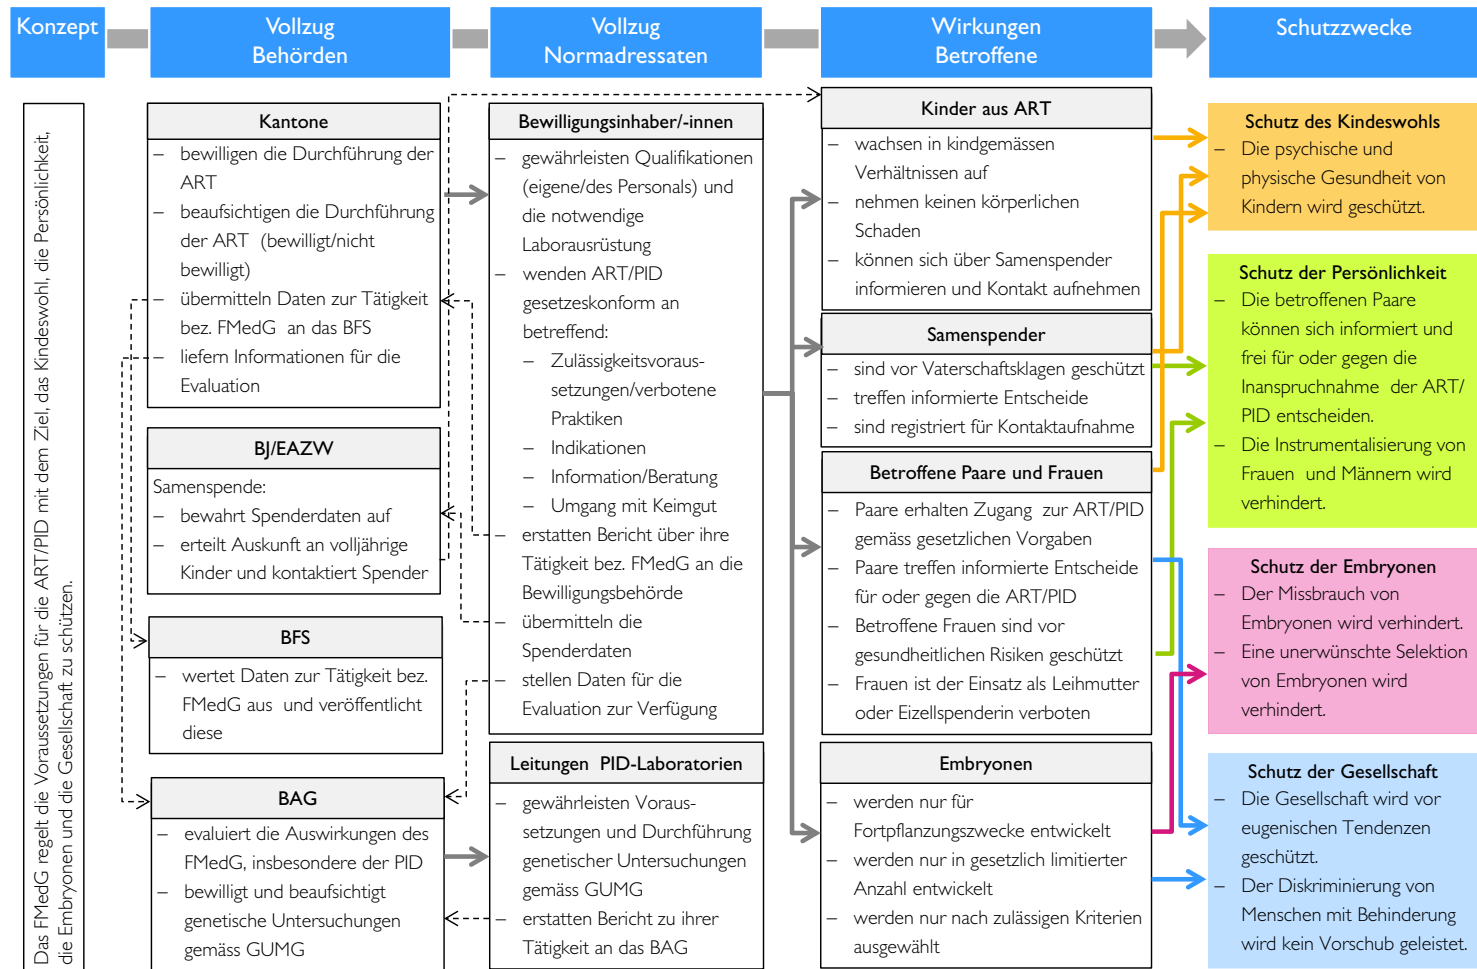 Konzept
Vollzug
Behörden
Vollzug
Normadressaten
Wirkungen
Betroffene
Schutzzwecke
Das FMedG regelt die Voraussetzungen für die ART/PID mit dem Ziel, das Kindeswohl, die Persönlichkeit,
die Embryonen und die Gesellschaft zu schützen.
Kantone
– bewilligen die Durchführung der
ART
– beaufsichtigen die Durchführung
der ART (bewilligt/nicht
bewilligt)
– übermitteln Daten zur Tätigkeit
bez. FMedG an das BFS
– liefern Informationen für die
Evaluation
BJ/EAZW
Samenspende:
– bewahrt Spenderdaten auf
– erteilt Auskunft an volljährige
Kinder und kontaktiert Spender
BFS
– wertet Daten zur Tätigkeit bez.
FMedG aus und veröffentlicht
diese
BAG
– evaluiert die Auswirkungen des
FMedG, insbesondere der PID
– bewilligt und beaufsichtigt
genetische Untersuchungen
gemäss GUMG
Bewilligungsinhaber/-innen
– gewährleisten Qualifikationen
(eigene/des Personals) und
die notwendige
Laborausrüstung
– wenden ART/PID
gesetzeskonform an
betreffend:
– Zulässigkeitsvoraus-
setzungen/verbotene
Praktiken
– Indikationen
– Information/Beratung
– Umgang mit Keimgut
– erstatten Bericht über ihre
Tätigkeit bez. FMedG an die
Bewilligungsbehörde
– übermitteln die
Spenderdaten
– stellen Daten für die
Evaluation zur Verfügung
Leitungen PID-Laboratorien
– gewährleisten Voraus-
setzungen und Durchführung
genetischer Untersuchungen
gemäss GUMG
– erstatten Bericht zu ihrer
Tätigkeit an das BAG
Kinder aus ART
– wachsen in kindgemässen
Verhältnissen auf
– nehmen keinen körperlichen
Schaden
– können sich über Samenspender
informieren und Kontakt aufnehmen
Samenspender
– sind vor Vaterschaftsklagen geschützt
– treffen informierte Entscheide
– sind registriert für Kontaktaufnahme
Betroffene Paare und Frauen
– Paare erhalten Zugang zur ART/PID
gemäss gesetzlichen Vorgaben
– Paare treffen informierte Entscheide
für oder gegen die ART/PID
– Betroffene Frauen sind vor
gesundheitlichen Risiken geschützt
– Frauen ist der Einsatz als Leihmutter
oder Eizellspenderin verboten
Embryonen
– werden nur für
Fortpflanzungszwecke entwickelt
– werden nur in gesetzlich limitierter
Anzahl entwickelt
– werden nur nach zulässigen Kriterien
ausgewählt
Schutz des Kindeswohls
– Die psychische und
physische Gesundheit von
Kindern wird geschützt.
Schutz der Persönlichkeit
– Die betroffenen Paare
können sich informiert und
frei für oder gegen die
Inanspruchnahme der ART/
PID entscheiden.
– Die Instrumentalisierung von
Frauen und Männern wird
verhindert.
Schutz der Embryonen
– Der Missbrauch von
Embryonen wird verhindert.
– Eine unerwünschte Selektion
von Embryonen wird
verhindert.
Schutz der Gesellschaft
– Die Gesellschaft wird vor
eugenischen Tendenzen
geschützt.
– Der Diskriminierung von
Menschen mit Behinderung
wird kein Vorschub geleistet.